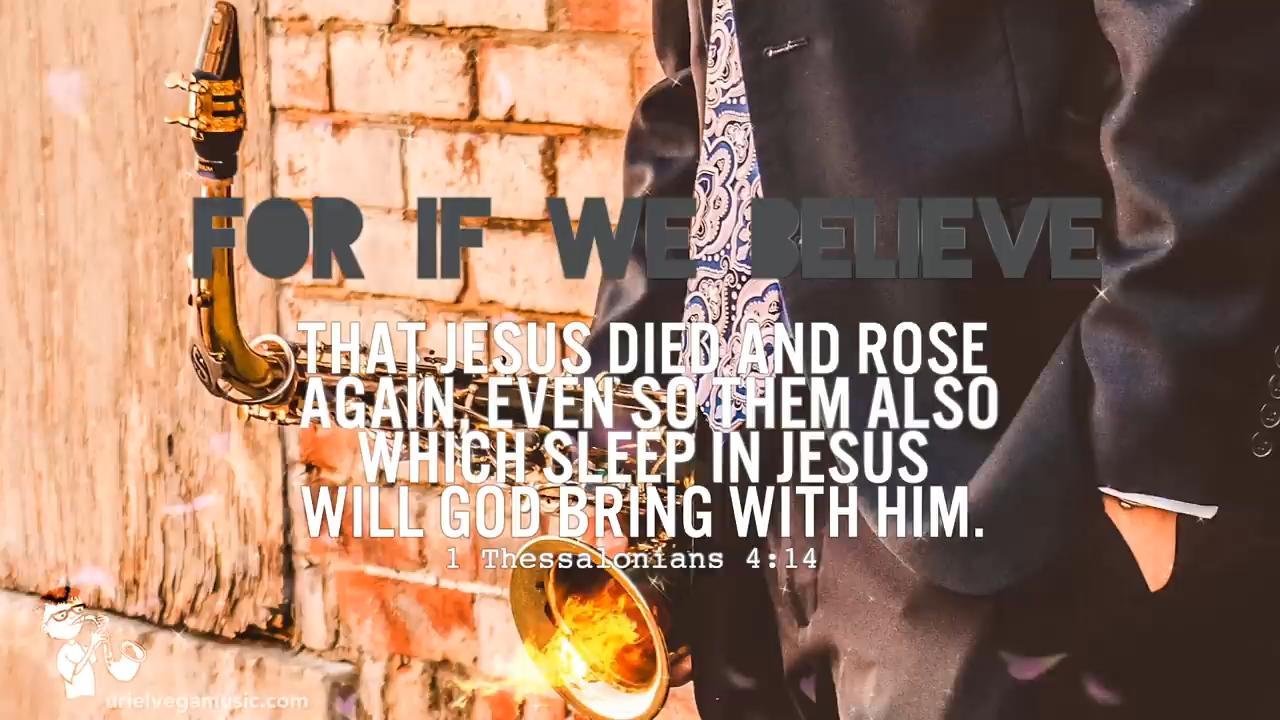 FOR IF WE BELIEVE
THAT JESUS DIED AND ROSE
AGAIN, EVEN SO THEM ALSO
WHICH SLEEP IN JESUS
WILL GOD BRING WITH HIM.
1 Thessalonians 4:14
urielvegamusic.com